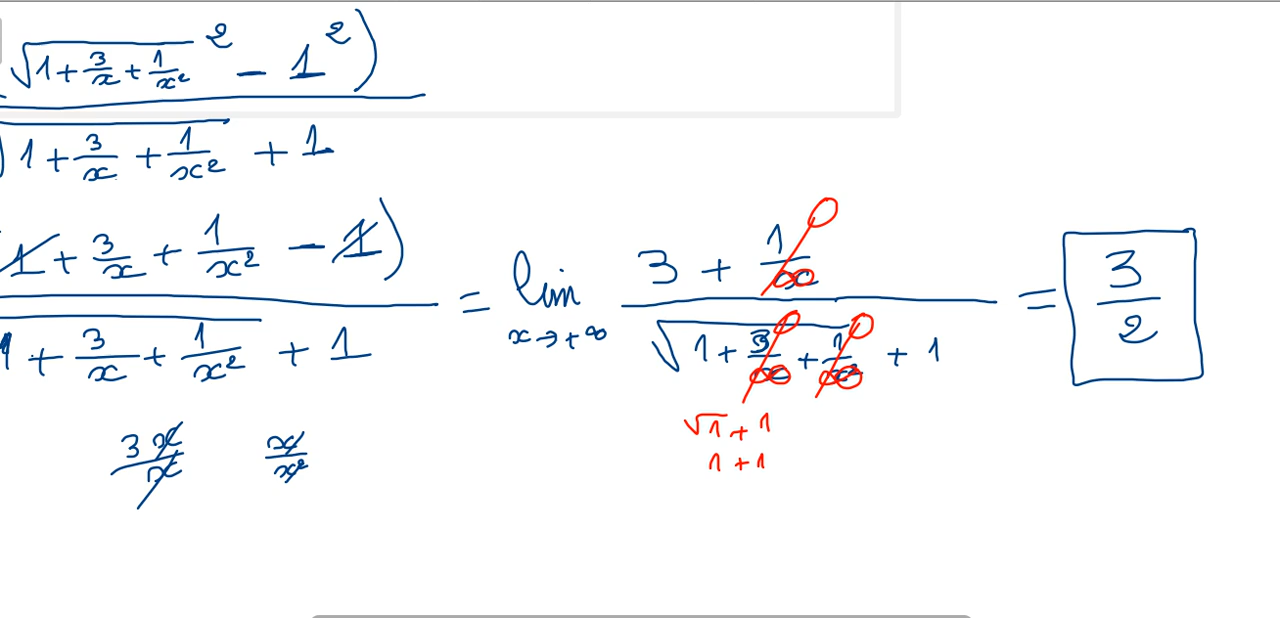 √(1 + 3/x + 1/x²)² − 1²)
√(1 + 3/x + 1/x²) + 1
1 + 3/x + 1/x² − 1)
1 + 3/x + 1/x² + 1
= lim x→+∞
3 + 1/∞ 0
√(1 + 3/∞ 0 + 1/∞ 0) + 1
= 3/2
√1 + 1
1 + 1
3x/x x/x²